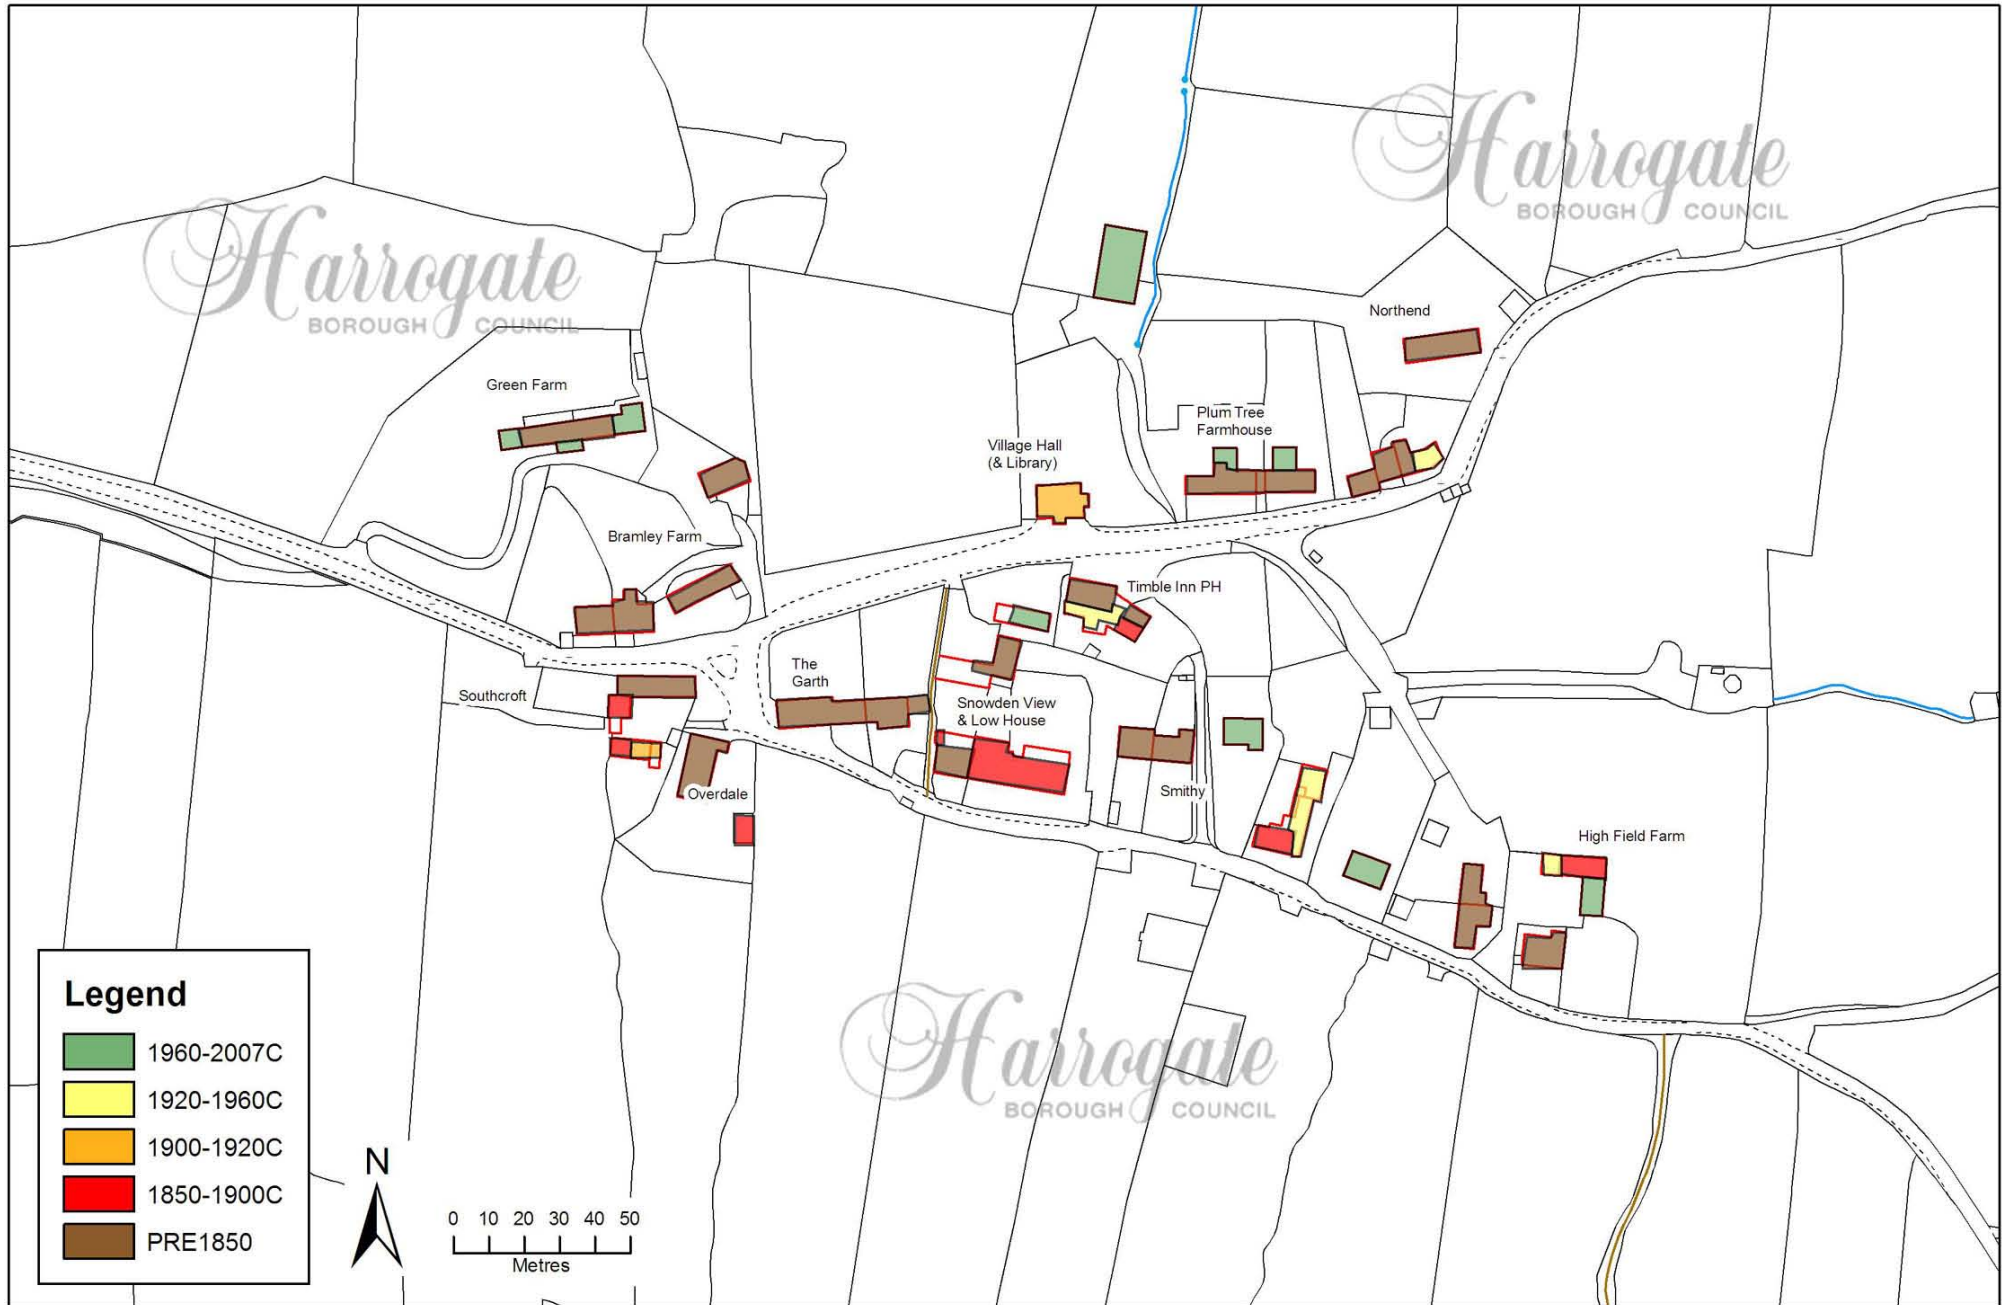 Harrogate
BOROUGH COUNCIL
Harrogate
BOROUGH COUNCIL
Northend
Green Farm
Plum Tree
Farmhouse
Village Hall
(& Library)
Bramley Farm
Timble Inn PH
The
Garth
Southcroft
Snowden View
& Low House
Overdale
Smithy
High Field Farm
Harrogate
BOROUGH COUNCIL
Legend
1960-2007C
1920-1960C
1900-1920C
1850-1900C
PRE1850
N
0 10 20 30 40 50
Metres